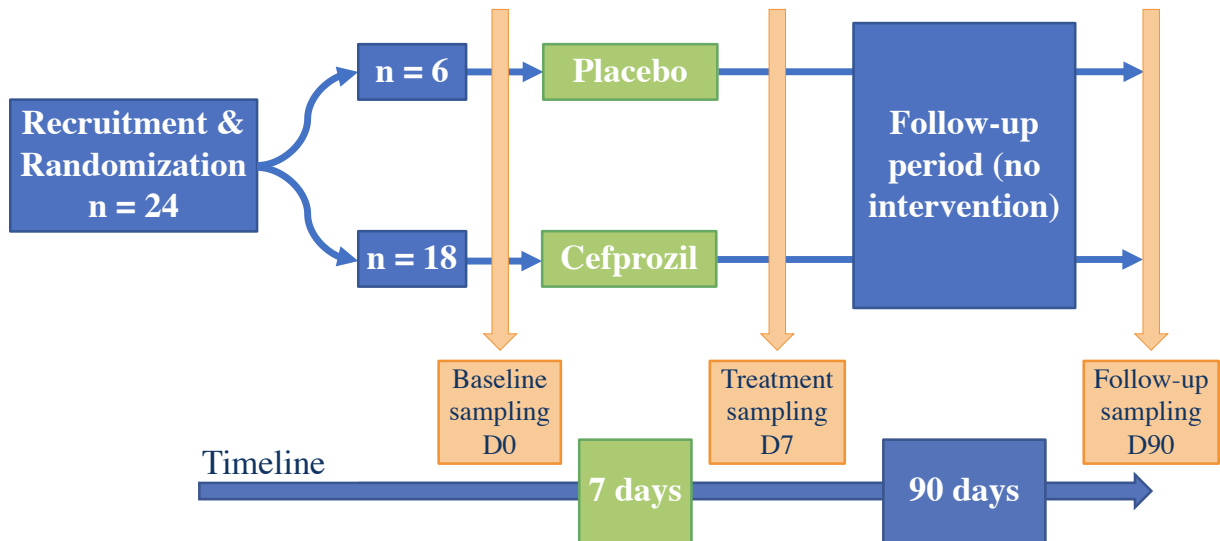 Recruitment &
Randomization
n = 24
n = 6
n = 18
Placebo
Cefprozil
Follow-up
period (no
intervention)
Baseline
sampling
D0
Treatment
sampling
D7
Follow-up
sampling
D90
Timeline
7 days
90 days